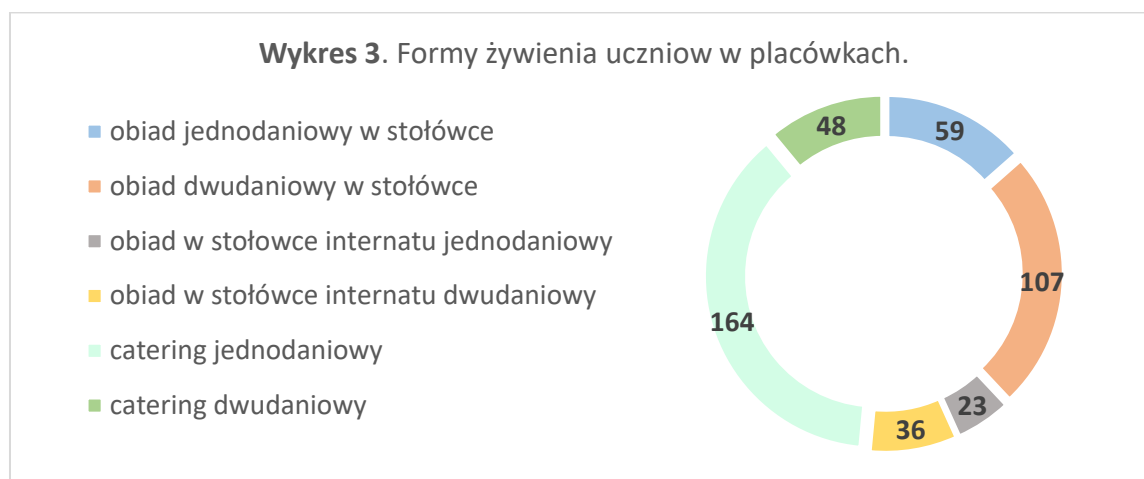 Wykres 3. Formy żywienia uczniow w placówkach.
obiad jednodaniowy w stołówce
obiad dwudaniowy w stołówce
obiad w stołowce internatu jednodaniowy
obiad w stołówce internatu dwudaniowy
catering jednodaniowy
catering dwudaniowy
48
59
107
164
23
36